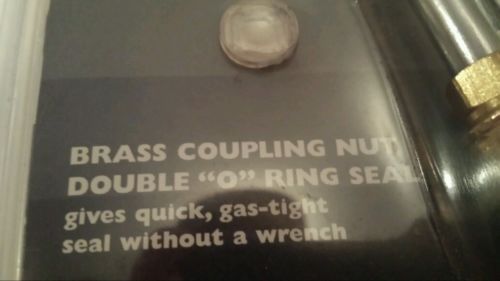 BRASS COUPLING NUT
DOUBLE “O” RING SEAL
gives quick, gas-tight
seal without a wrench